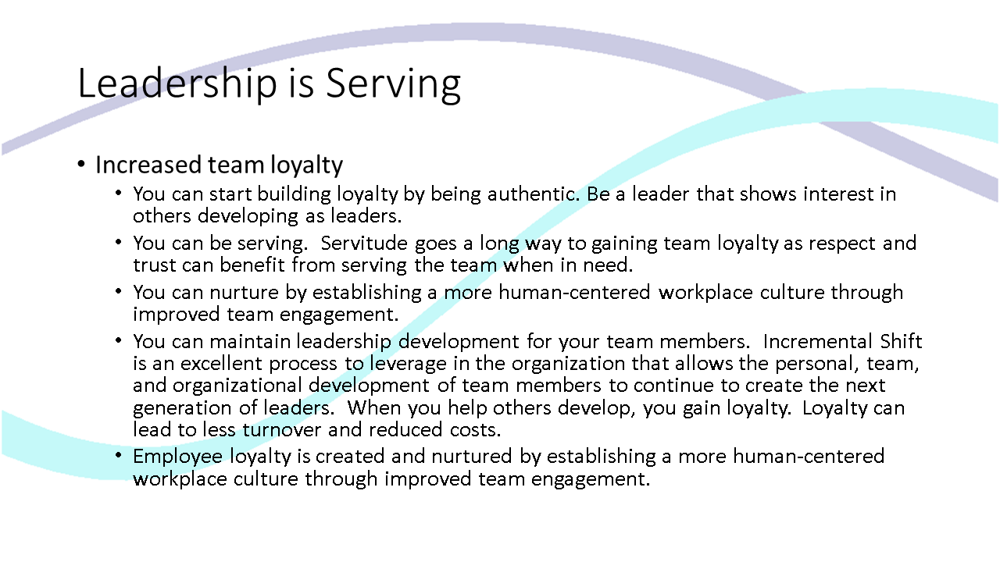 Leadership is Serving
• Increased team loyalty
• You can start building loyalty by being authentic. Be a leader that shows interest in
others developing as leaders.
• You can be serving.  Servitude goes a long way to gaining team loyalty as respect and
trust can benefit from serving the team when in need.
• You can nurture by establishing a more human-centered workplace culture through
improved team engagement.
• You can maintain leadership development for your team members.  Incremental Shift
is an excellent process to leverage in the organization that allows the personal, team,
and organizational development of team members to continue to create the next
generation of leaders.  When you help others develop, you gain loyalty.  Loyalty can
lead to less turnover and reduced costs.
• Employee loyalty is created and nurtured by establishing a more human-centered
workplace culture through improved team engagement.